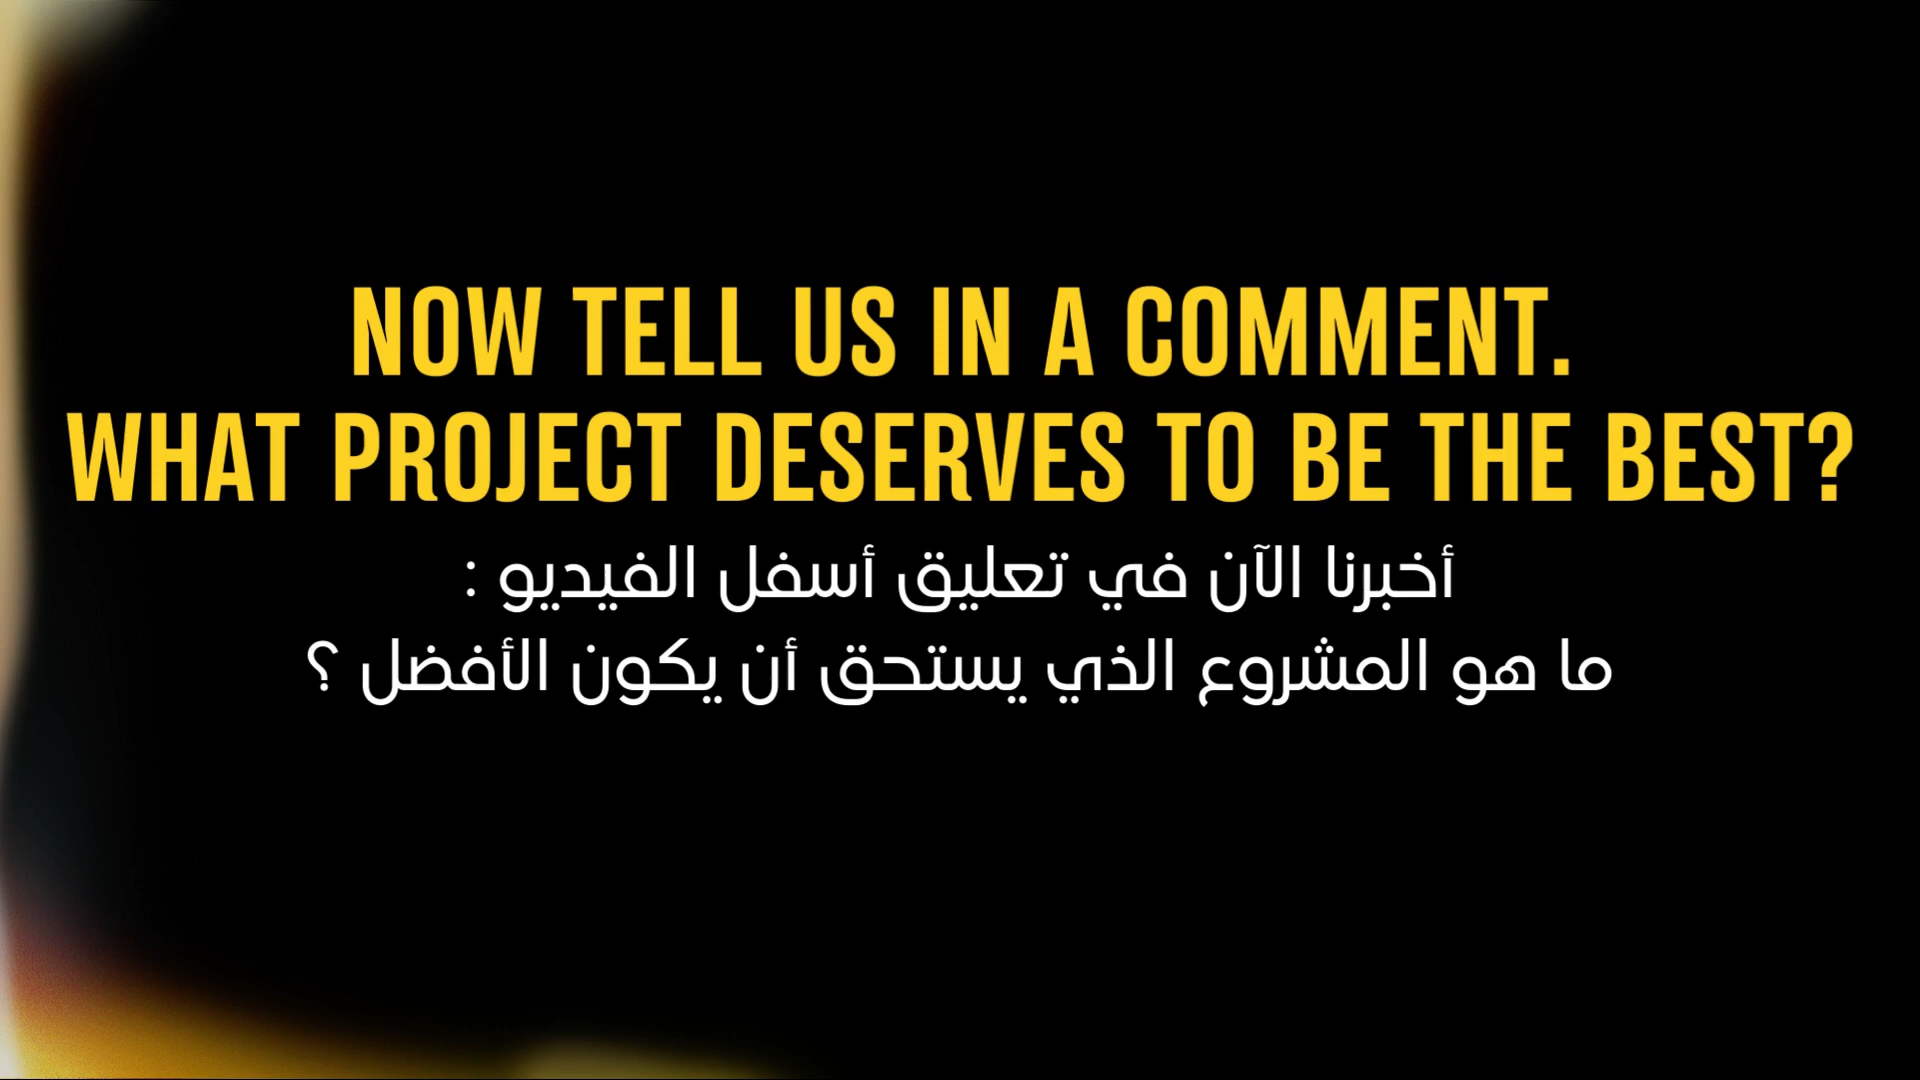 NOW TELL US IN A COMMENT.
WHAT PROJECT DESERVES TO BE THE BEST?
أخبرنا الآن في تعليق أسفل الفيديو :
ما هو المشروع الذي يستحق أن يكون الأفضل ؟